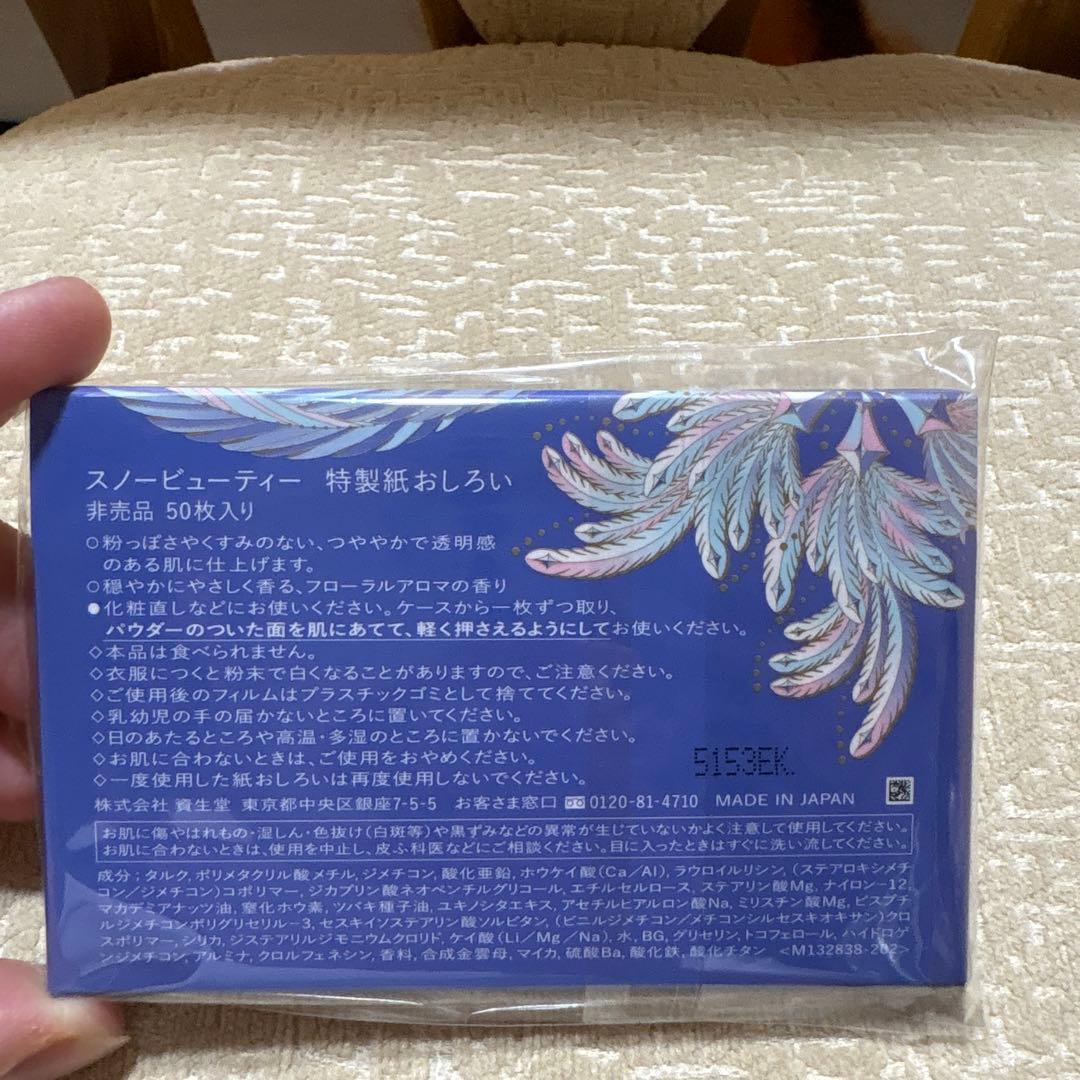 スノービューティー 特製紙おしろい
非売品 50枚入り
○粉っぽさやくすみのない、つややかで透明感
のある肌に仕上げます。
○穏やかにやさしく香る、フローラルアロマの香り
●化粧直しなどにお使いください。ケースから一枚ずつ取り、
パウダーのついた面を肌にあてて、軽く押さえるようにしてお使いください。
◇本品は食べられません。
◇衣服につくと粉末で白くなることがありますので、ご注意ください。
◇ご使用後のフィルムはプラスチックゴミとして捨ててください。
◇乳幼児の手の届かないところに置いてください。
◇日のあたるところや高温・多湿のところに置かないでください。
◇お肌に合わないときは、ご使用をおやめください。
◇一度使用した紙おしろいは再度使用しないでください。
5153EK.
株式会社 資生堂 東京都中央区銀座7-5-5 お客さま窓口 0120-81-4710 MADE IN JAPAN
お肌に傷やはれもの・湿しん・色抜け(白斑等)や黒ずみなどの異常が生じていないかよく注意して使用してください。
お肌に合わないときは、使用を中止し、皮ふ科医などにご相談ください。目に入ったときはすぐに洗い流してください。
成分;タルク、ポリメタクリル酸メチル、ジメチコン、酸化亜鉛、ホウケイ酸(Ca/Al)、ラウロイルリシン、(ステアロキシメチ
コン/ジメチコン)コポリマー、ジカプリン酸ネオペンチルグリコール、エチルセルロース、ステアリン酸Mg、ナイロン-12、
マカデミアナッツ油、窒化ホウ素、ツバキ種子油、ユキノシタエキス、アセチルヒアルロン酸Na、ミリスチン酸Mg、ビスブチ
ルジメチコンポリグリセリル-3、セスキイソステアリン酸ソルビタン、(ビニルジメチコン/メチコンシルセスキオキサン)クロ
スポリマー、シリカ、ジステアリルジモニウムクロリド、ケイ酸(Li/Mg/Na)、水、BG、グリセリン、トコフェロール、ハイドロゲ
ンジメチコン、アルミナ、クロルフェネシン、香料、合成金雲母、マイカ、硫酸Ba、酸化鉄、酸化チタン <M132838-202>